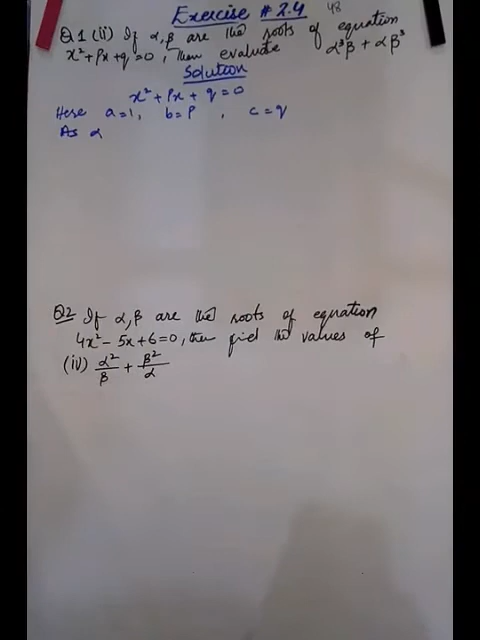 Exercise # 2.4 48
Q1 (ii) If α, β are the roots of equation
x² + px + q = 0, Then evaluate α³β + αβ³
Solution
x² + px + q = 0
Here a = 1, b = P, c = q
As α
Q2 If α, β are the roots of equation
4x² - 5x + 6 = 0, then find the values of
(iv) α²/β + β²/α